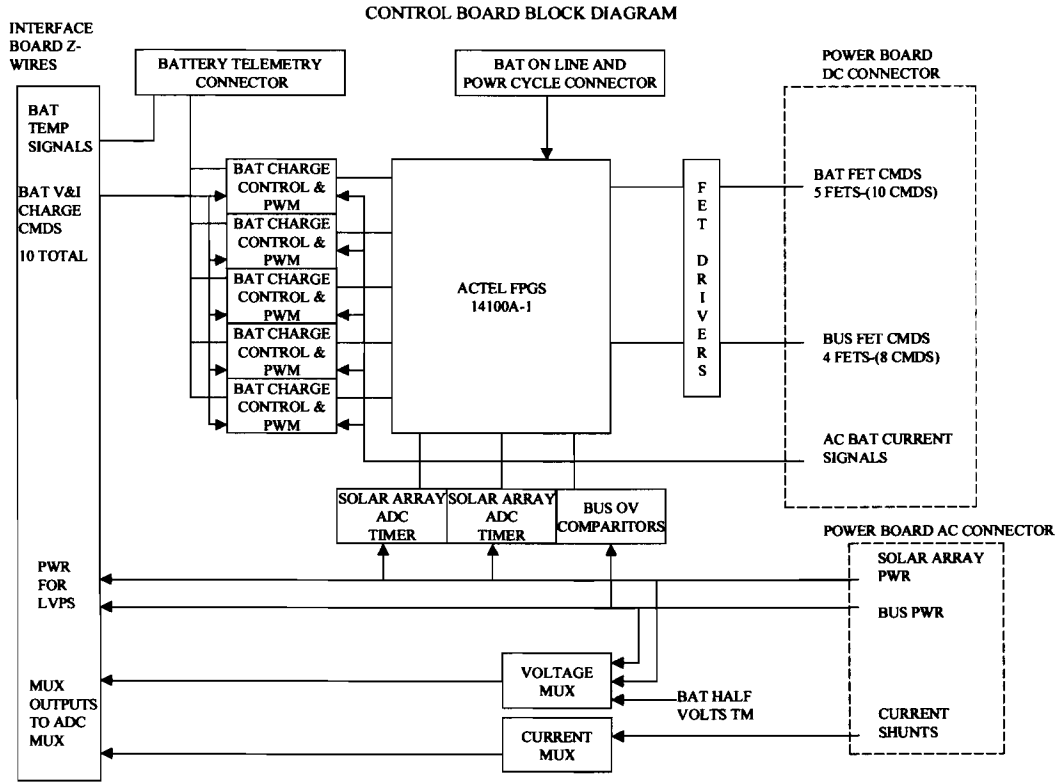 CONTROL BOARD BLOCK DIAGRAM
INTERFACE
BOARD Z-
WIRES
BATTERY TELEMETRY
CONNECTOR
BAT ON LINE AND
POWR CYCLE CONNECTOR
POWER BOARD
DC CONNECTOR
BAT
TEMP
SIGNALS
BAT V&I
CHARGE
CMDS
10 TOTAL
BAT CHARGE
CONTROL &
PWM
BAT CHARGE
CONTROL &
PWM
BAT CHARGE
CONTROL &
PWM
BAT CHARGE
CONTROL &
PWM
BAT CHARGE
CONTROL &
PWM
ACTEL FPGS
14100A-1
FET DRIVERS
BAT FET CMDS
5 FETS-(10 CMDS)
BUS FET CMDS
4 FETS-(8 CMDS)
AC BAT CURRENT
SIGNALS
SOLAR ARRAY
ADC
TIMER
SOLAR ARRAY
ADC
TIMER
BUS OV
COMPARITORS
POWER BOARD AC CONNECTOR
SOLAR ARRAY
PWR
BUS PWR
PWR
FOR
LVPS
VOLTAGE
MUX
BAT HALF
VOLTS TM
MUX
OUTPUTS
TO ADC
MUX
CURRENT
MUX
CURRENT
SHUNTS